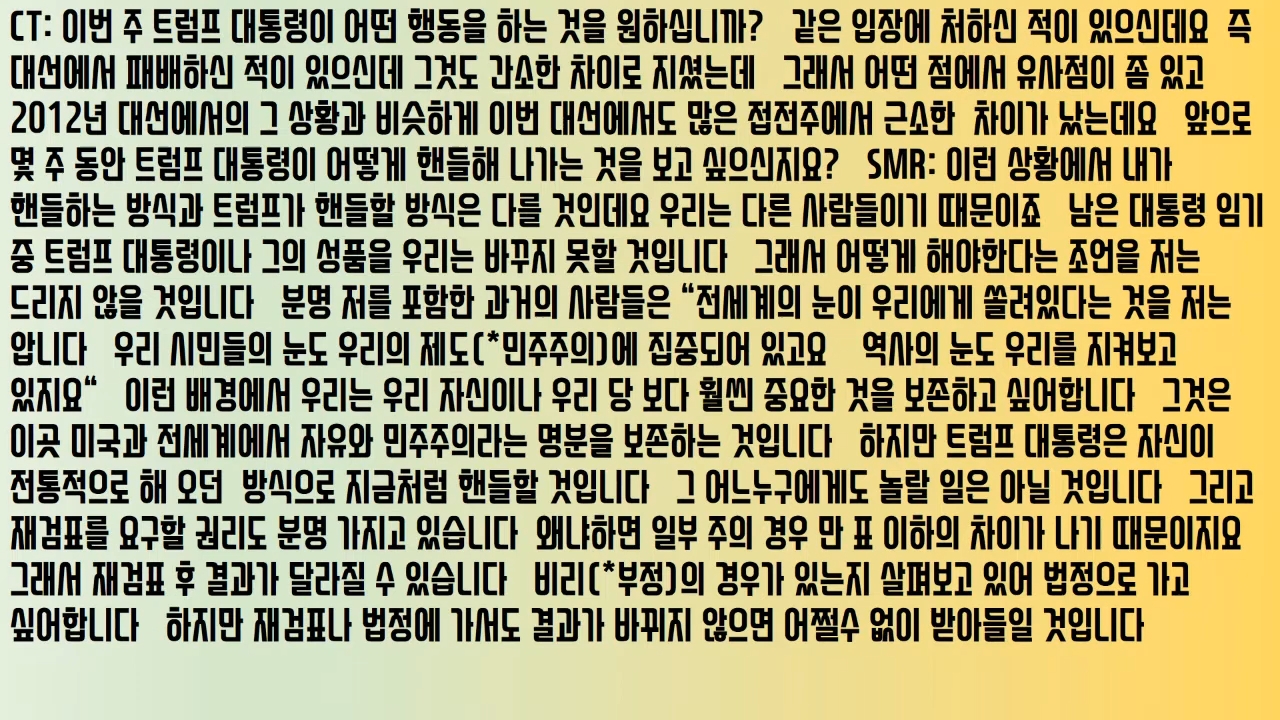 CT: 이번 주 트럼프 대통령이 어떤 행동을 하는 것을 원하십니까?   같은 입장에 처하신 적이 있으신데요  즉
대선에서 패배하신 적이 있으신데 그것도 간소한 차이로 지셨는데   그래서 어떤 점에서 유사점이 좀 있고
2012년 대선에서의 그 상황과 비슷하게 이번 대선에서도 많은 접전주에서 근소한  차이가 났는데요   앞으로
몇 주 동안 트럼프 대통령이 어떻게 핸들해 나가는 것을 보고 싶으신지요?   SMR: 이런 상황에서 내가
핸들하는 방식과 트럼프가 핸들할 방식은 다를 것인데요 우리는 다른 사람들이기 때문이죠   남은 대통령 임기
중 트럼프 대통령이나 그의 성품을 우리는 바꾸지 못할 것입니다   그래서 어떻게 해야한다는 조언을 저는
드리지 않을 것입니다   분명 저를 포함한 과거의 사람들은 “전세계의 눈이 우리에게 쏠려있다는 것을 저는
압니다   우리 시민들의 눈도 우리의 제도(*민주주의)에 집중되어 있고요    역사의 눈도 우리를 지켜보고
있지요“   이런 배경에서 우리는 우리 자신이나 우리 당 보다 훨씬 중요한 것을 보존하고 싶어합니다   그것은
이곳 미국과 전세계에서 자유와 민주주의라는 명분을 보존하는 것입니다   하지만 트럼프 대통령은 자신이
전통적으로 해 오던  방식으로 지금처럼 핸들할 것입니다   그 어느누구에게도 놀랄 일은 아닐 것입니다   그리고
재검표를 요구할 권리도 분명 가지고 있습니다  왜냐하면 일부 주의 경우 만 표 이하의 차이가 나기 때문이지요
그래서 재검표 후 결과가 달라질 수 있습니다   비리(*부정)의 경우가 있는지 살펴보고 있어 법정으로 가고
싶어합니다   하지만 재검표나 법정에 가서도 결과가 바뀌지 않으면 어쩔수 없이 받아들일 것입니다